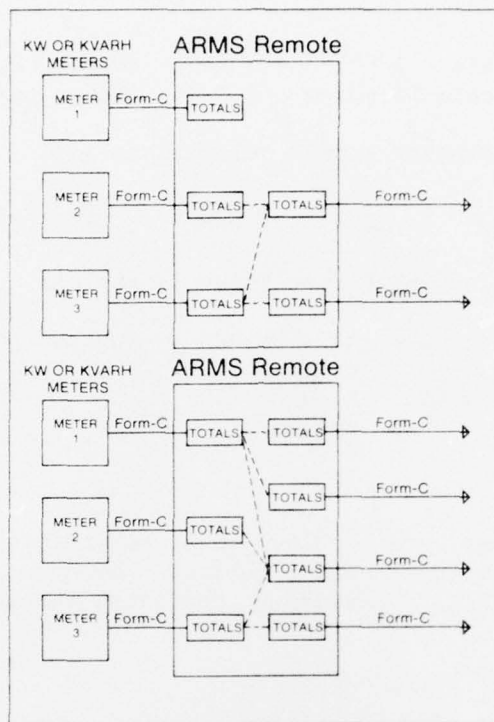 KW OR KVARH
METERS
ARMS Remote
METER
1
Form-C
TOTALS
METER
2
Form-C
TOTALS
TOTALS
Form-C
METER
3
Form-C
TOTALS
TOTALS
Form-C
KW OR KVARH
METERS
ARMS Remote
METER
1
Form-C
TOTALS
TOTALS
Form-C
TOTALS
Form-C
METER
2
Form-C
TOTALS
TOTALS
Form-C
METER
3
Form-C
TOTALS
TOTALS
Form-C